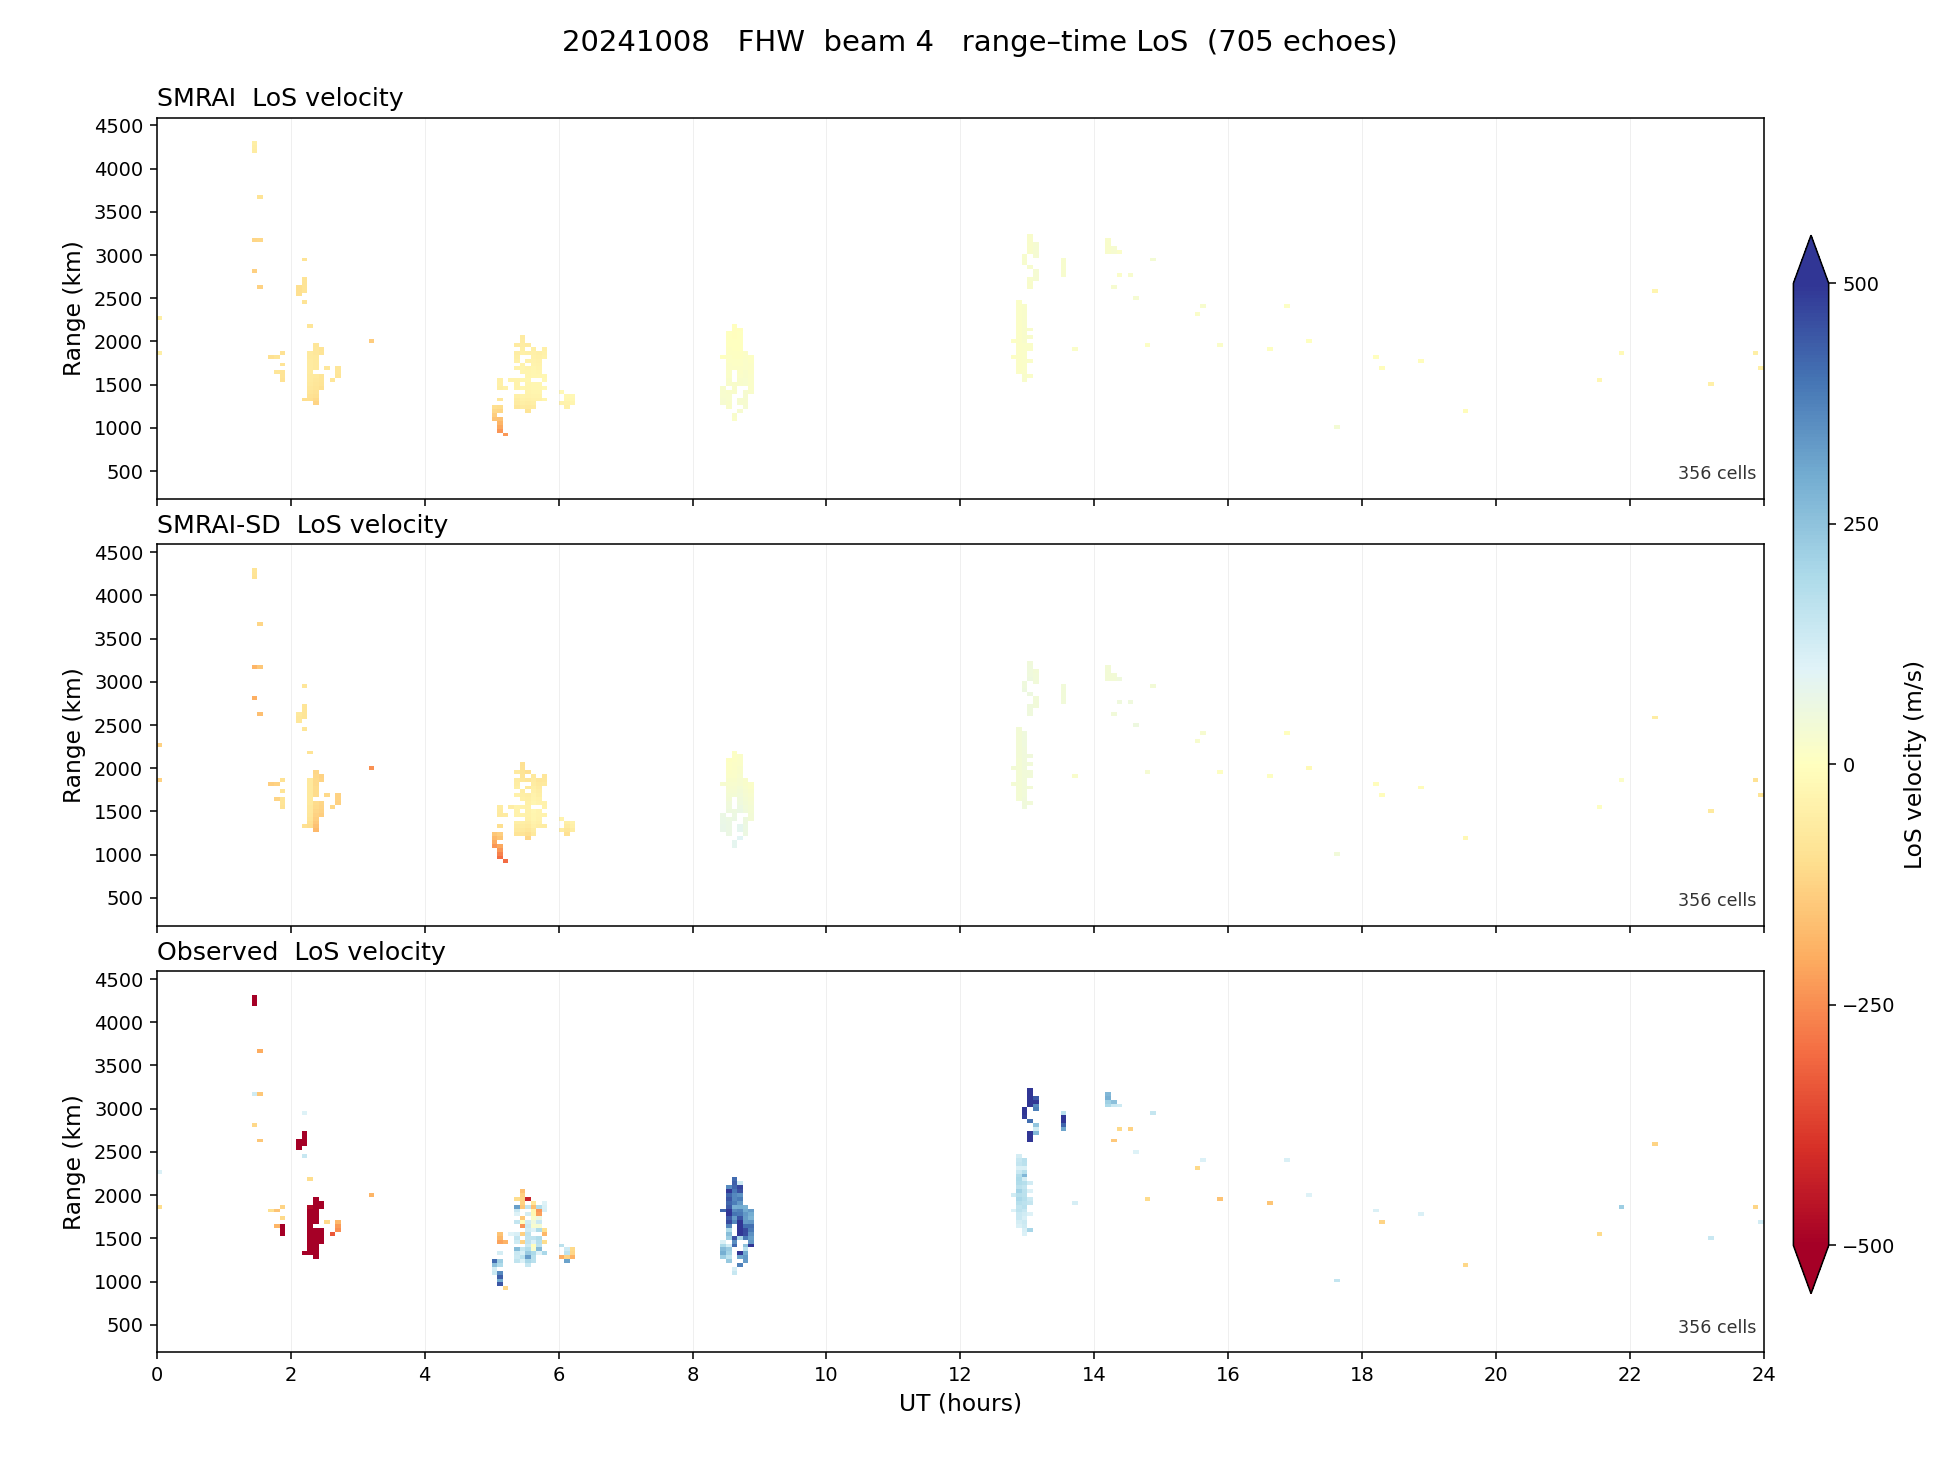 20241008 FHW beam 4 range–time LoS (705 echoes)
SMRAI LoS velocity
4500
4000
3500
3000
2500
2000
1500
1000
500
Range (km)
356 cells
SMRAI-SD LoS velocity
4500
4000
3500
3000
2500
2000
1500
1000
500
Range (km)
356 cells
Observed LoS velocity
4500
4000
3500
3000
2500
2000
1500
1000
500
Range (km)
356 cells
0 2 4 6 8 10 12 14 16 18 20 22 24
UT (hours)
500
250
0
−250
−500
LoS velocity (m/s)